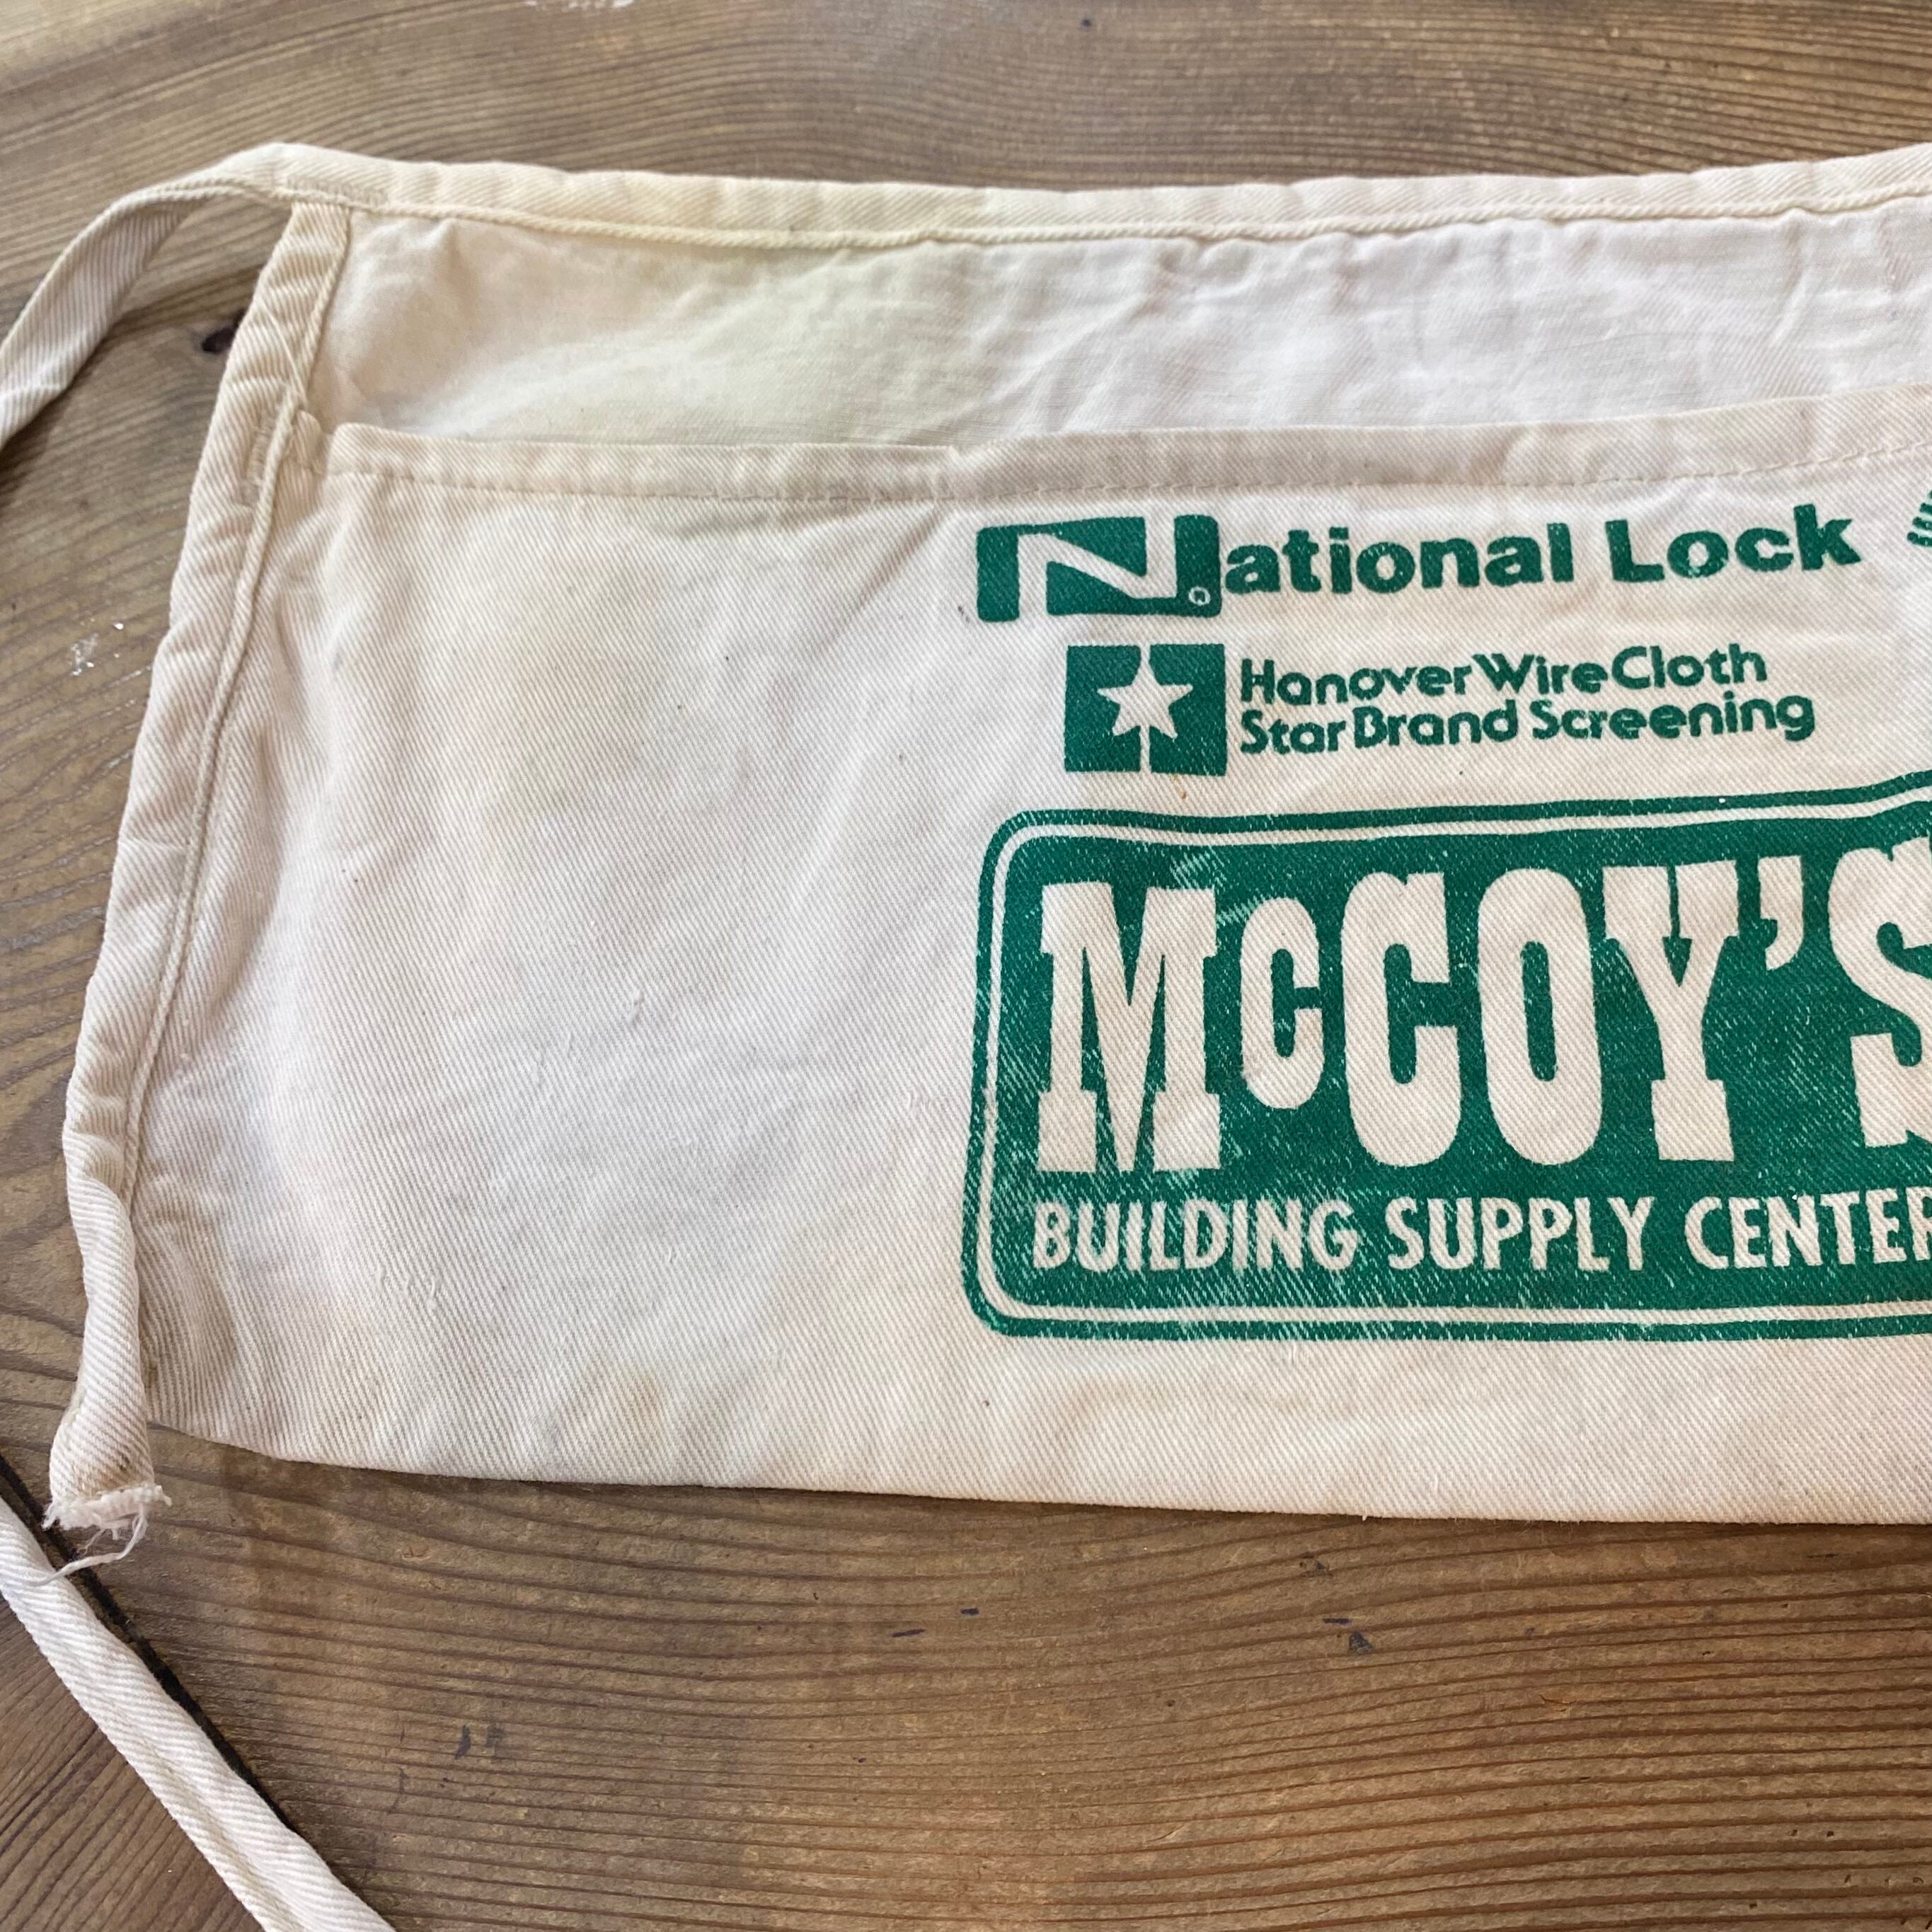 National Lock
Hanover Wire Cloth
Star Brand Screening
McCOY'S
BUILDING SUPPLY CENTER